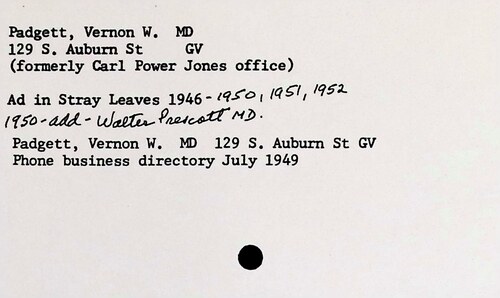 Padgett, Vernon W. MD
129 S. Auburn St GV
(formerly Carl Power Jones office)
Ad in Stray Leaves 1946-1950, 1951, 1952
1950-add-Walter Prescott MD.
Padgett, Vernon W. MD 129 S. Auburn St GV
Phone business directory July 1949